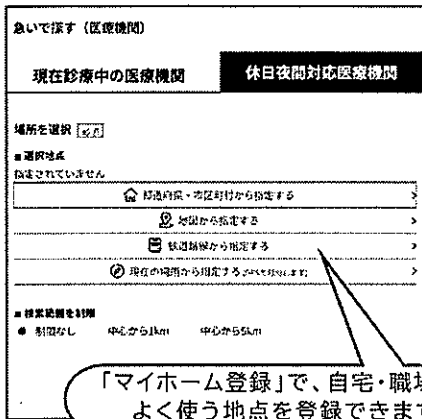 急いで探す（医療機関）
現在診療中の医療機関
休日夜間対応医療機関
場所を選択 必須
■選択地点
指定されていません
都道府県・市区町村から指定する
地図から指定する
鉄道路線から指定する
現在の場所から指定する
■検索範囲を制限
制限なし 中心から1km 中心から5km
「マイホーム登録」で、自宅・職場
よく使う地点を登録できます